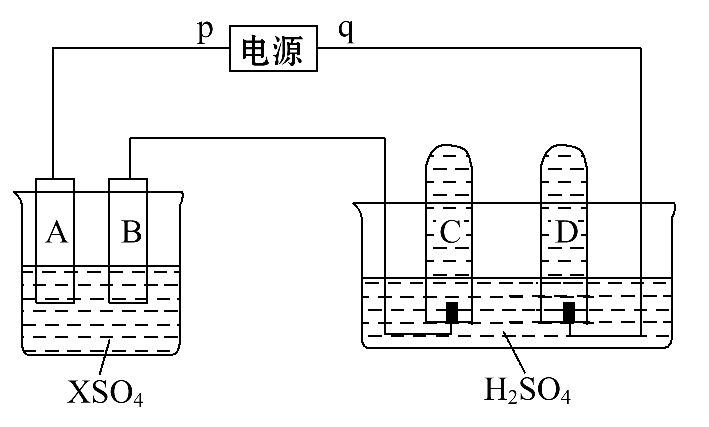 p 电源 q
A B C D
XSO₄
H₂SO₄